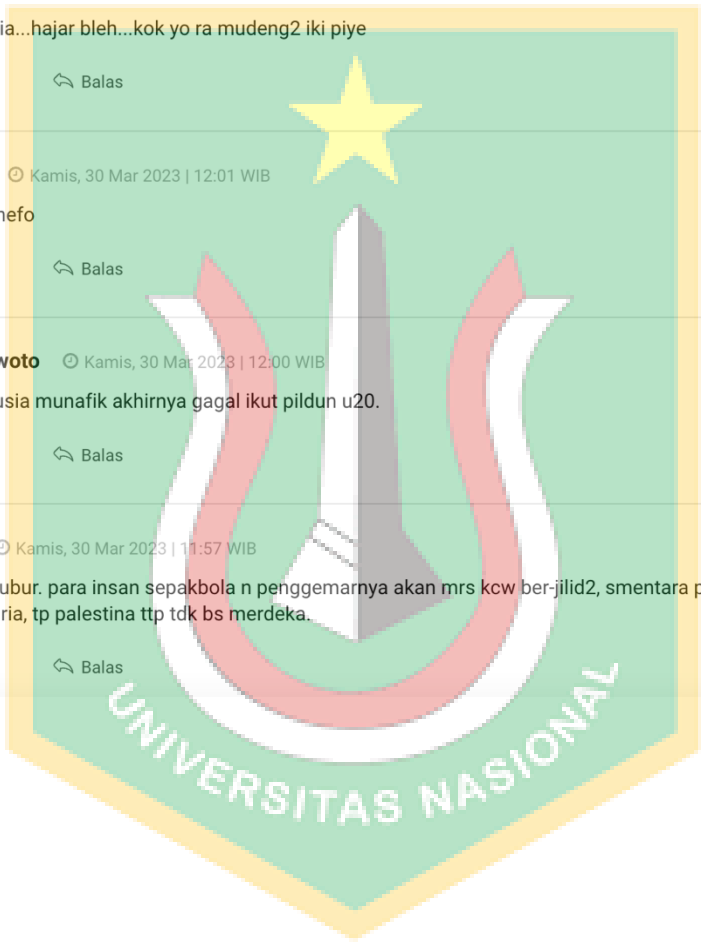 ia...hajar bleh...kok yo ra mudeng2 iki piye
Balas
Kamis, 30 Mar 2023 | 12:01 WIB
nefo
Balas
woto Kamis, 30 Mar 2023 | 12:00 WIB
usia munafik akhirnya gagal ikut pildun u20.
Balas
Kamis, 30 Mar 2023 | 11:57 WIB
ubur. para insan sepakbola n penggemarnya akan mrs kcw ber-jilid2, smentara p
ria, tp palestina ttp tdk bs merdeka.
Balas
UNIVERSITAS NASIONAL